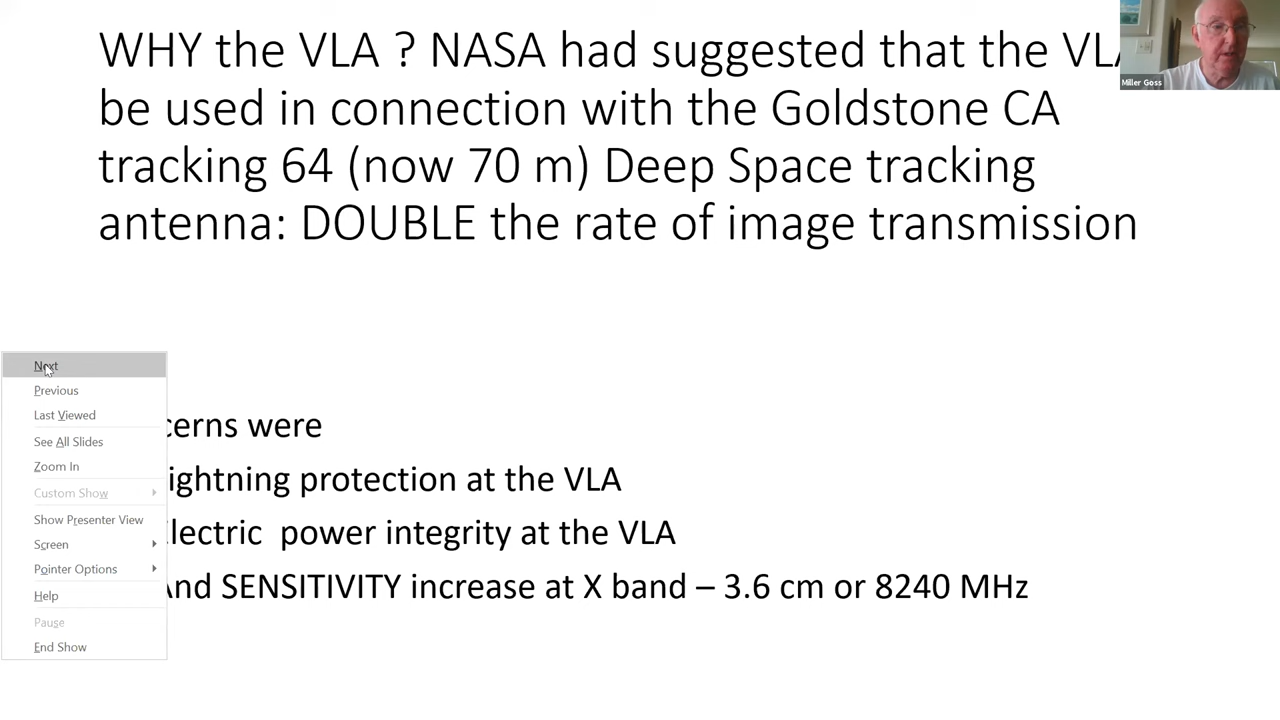 WHY the VLA ? NASA had suggested that the VLA
be used in connection with the Goldstone CA
tracking 64 (now 70 m) Deep Space tracking
antenna: DOUBLE the rate of image transmission
Miller Goss
Next
Previous
Last Viewed
See All Slides
Zoom In
Custom Show
Show Presenter View
Screen
Pointer Options
Help
Pause
End Show
cerns were
ightning protection at the VLA
lectric power integrity at the VLA
And SENSITIVITY increase at X band – 3.6 cm or 8240 MHz